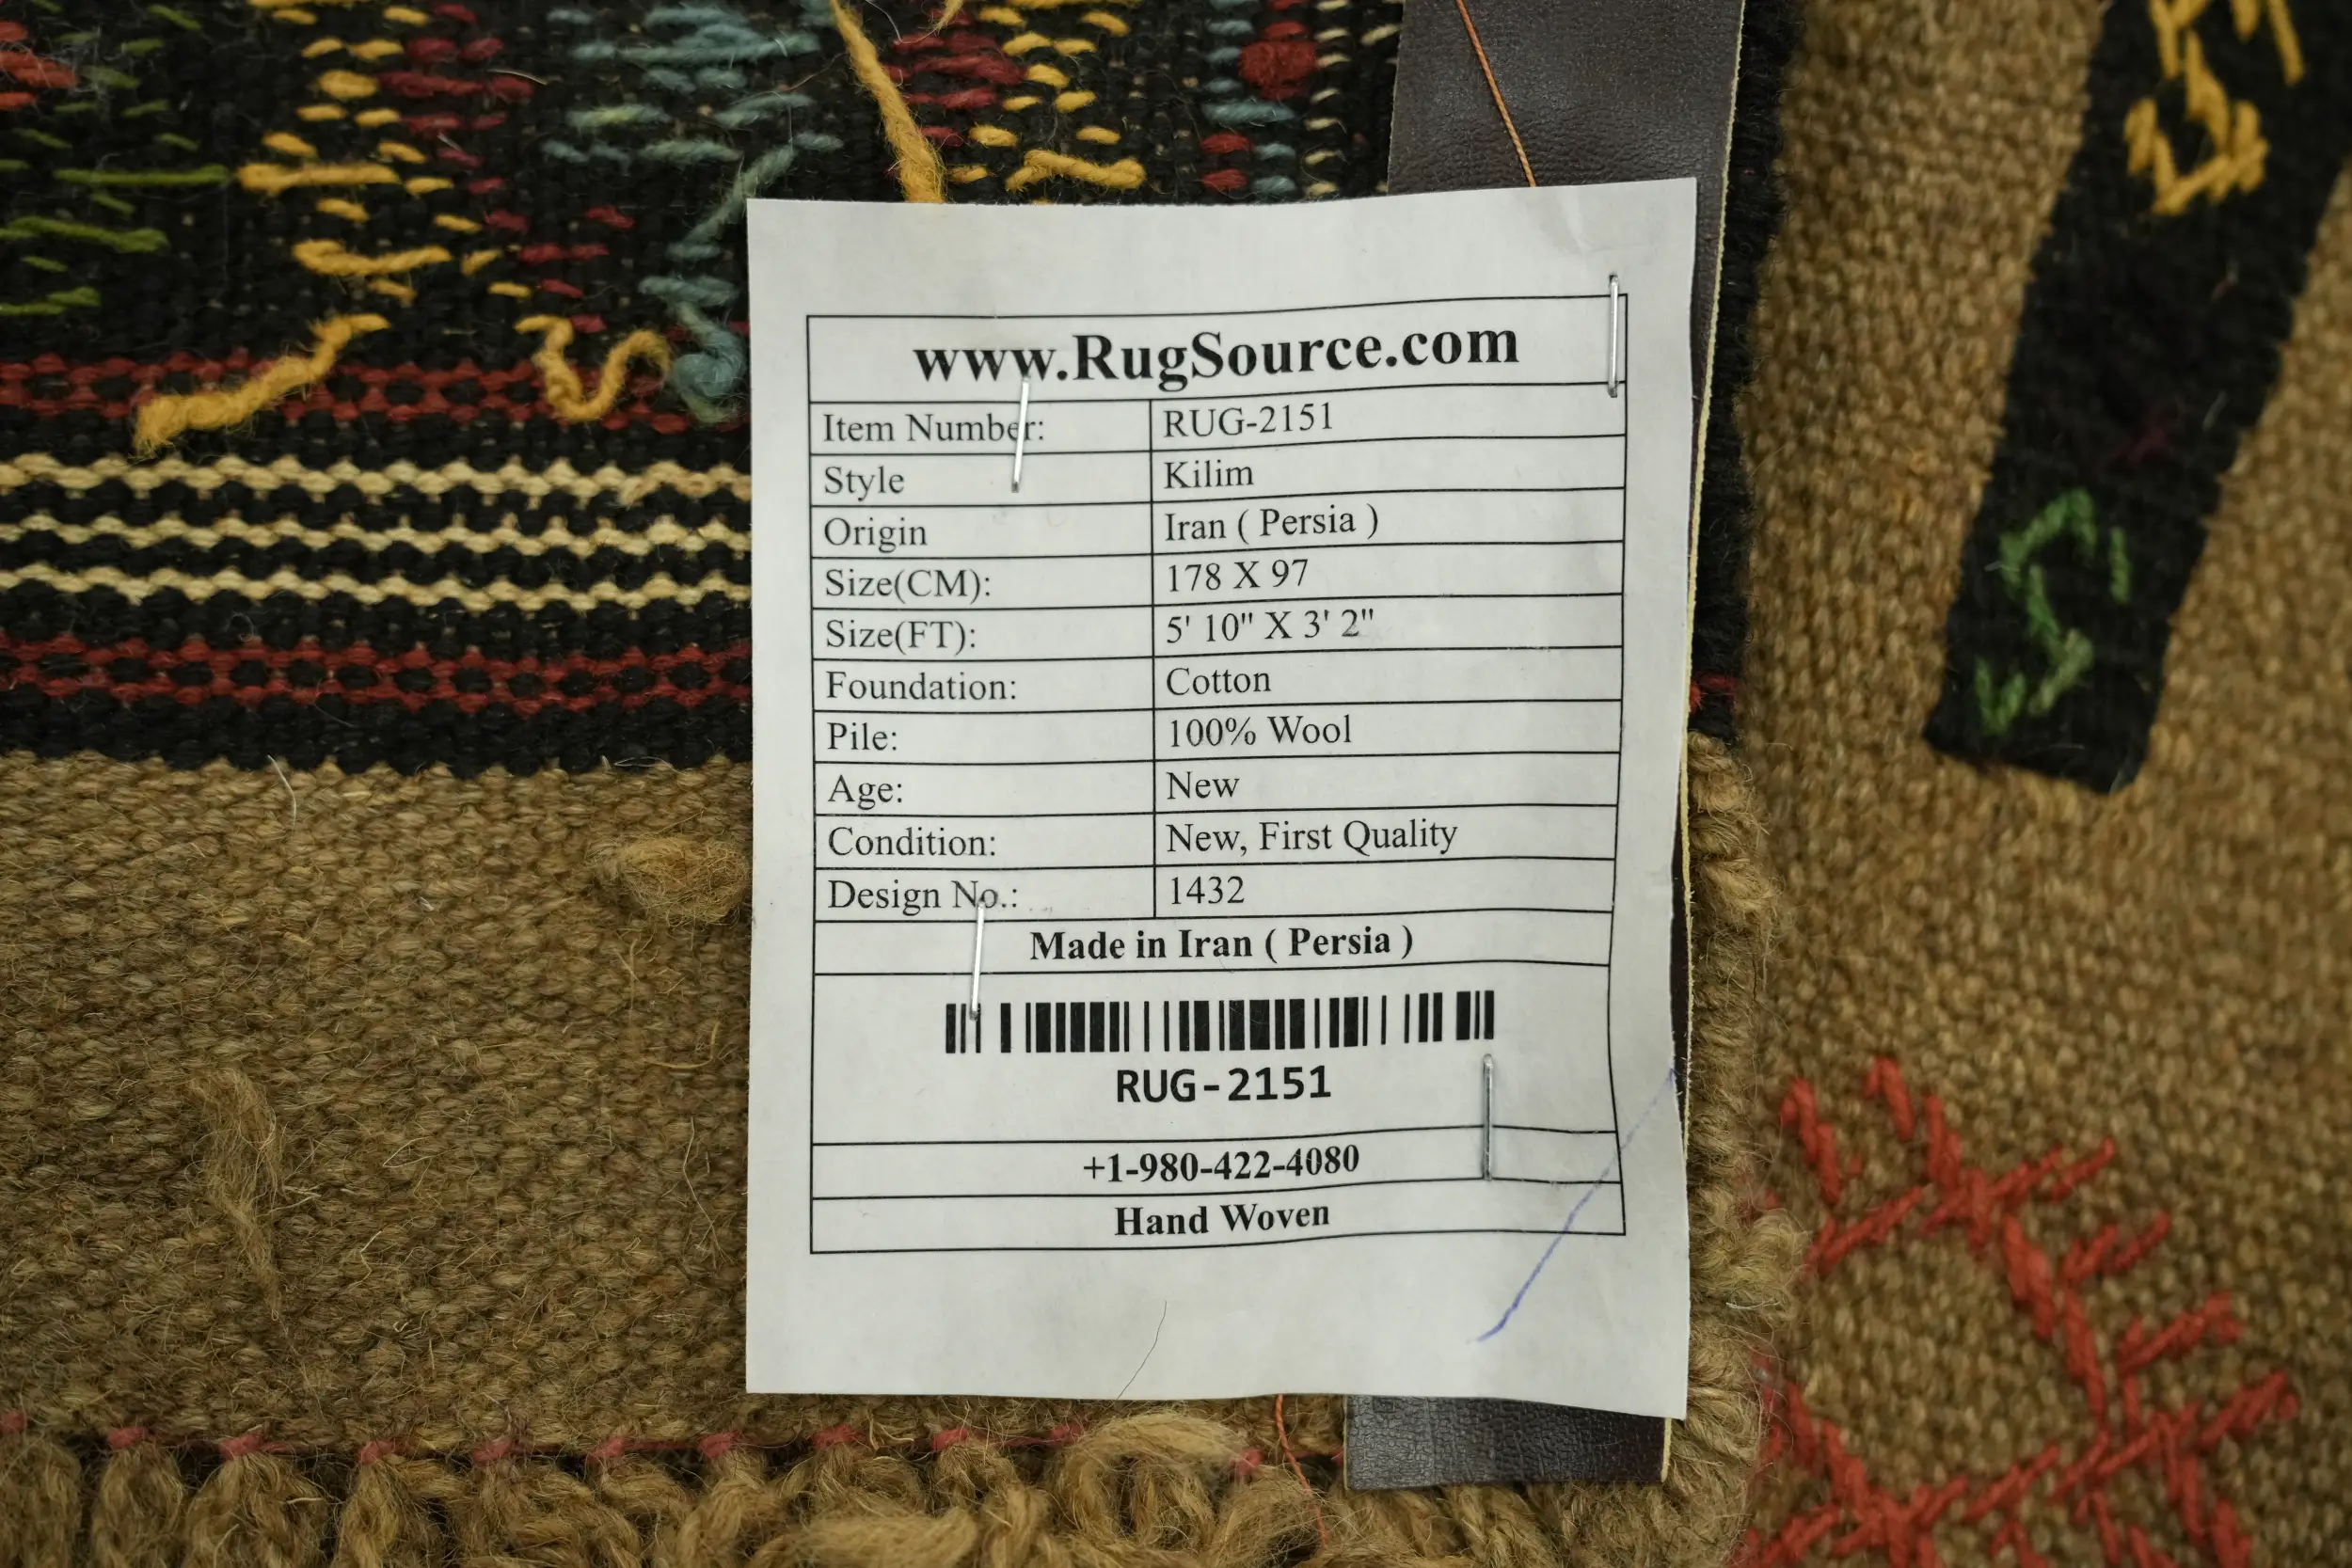 www.RugSource.com
Item Number: RUG-2151
Style Kilim
Origin Iran ( Persia )
Size(CM): 178 X 97
Size(FT): 5' 10" X 3' 2"
Foundation: Cotton
Pile: 100% Wool
Age: New
Condition: New, First Quality
Design No.: 1432
Made in Iran ( Persia )
RUG-2151
+1-980-422-4080
Hand Woven